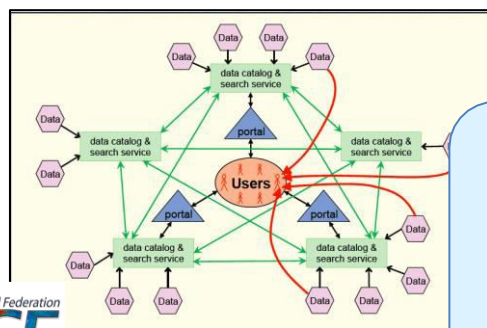 Data
Data
Data
Data
data catalog &
search service
Data
Data
data catalog &
search service
portal
data catalog &
search service
Users
portal
portal
Data
data catalog &
search service
data catalog &
search service
Data
Data
Data
Data
Data
Data
Federation